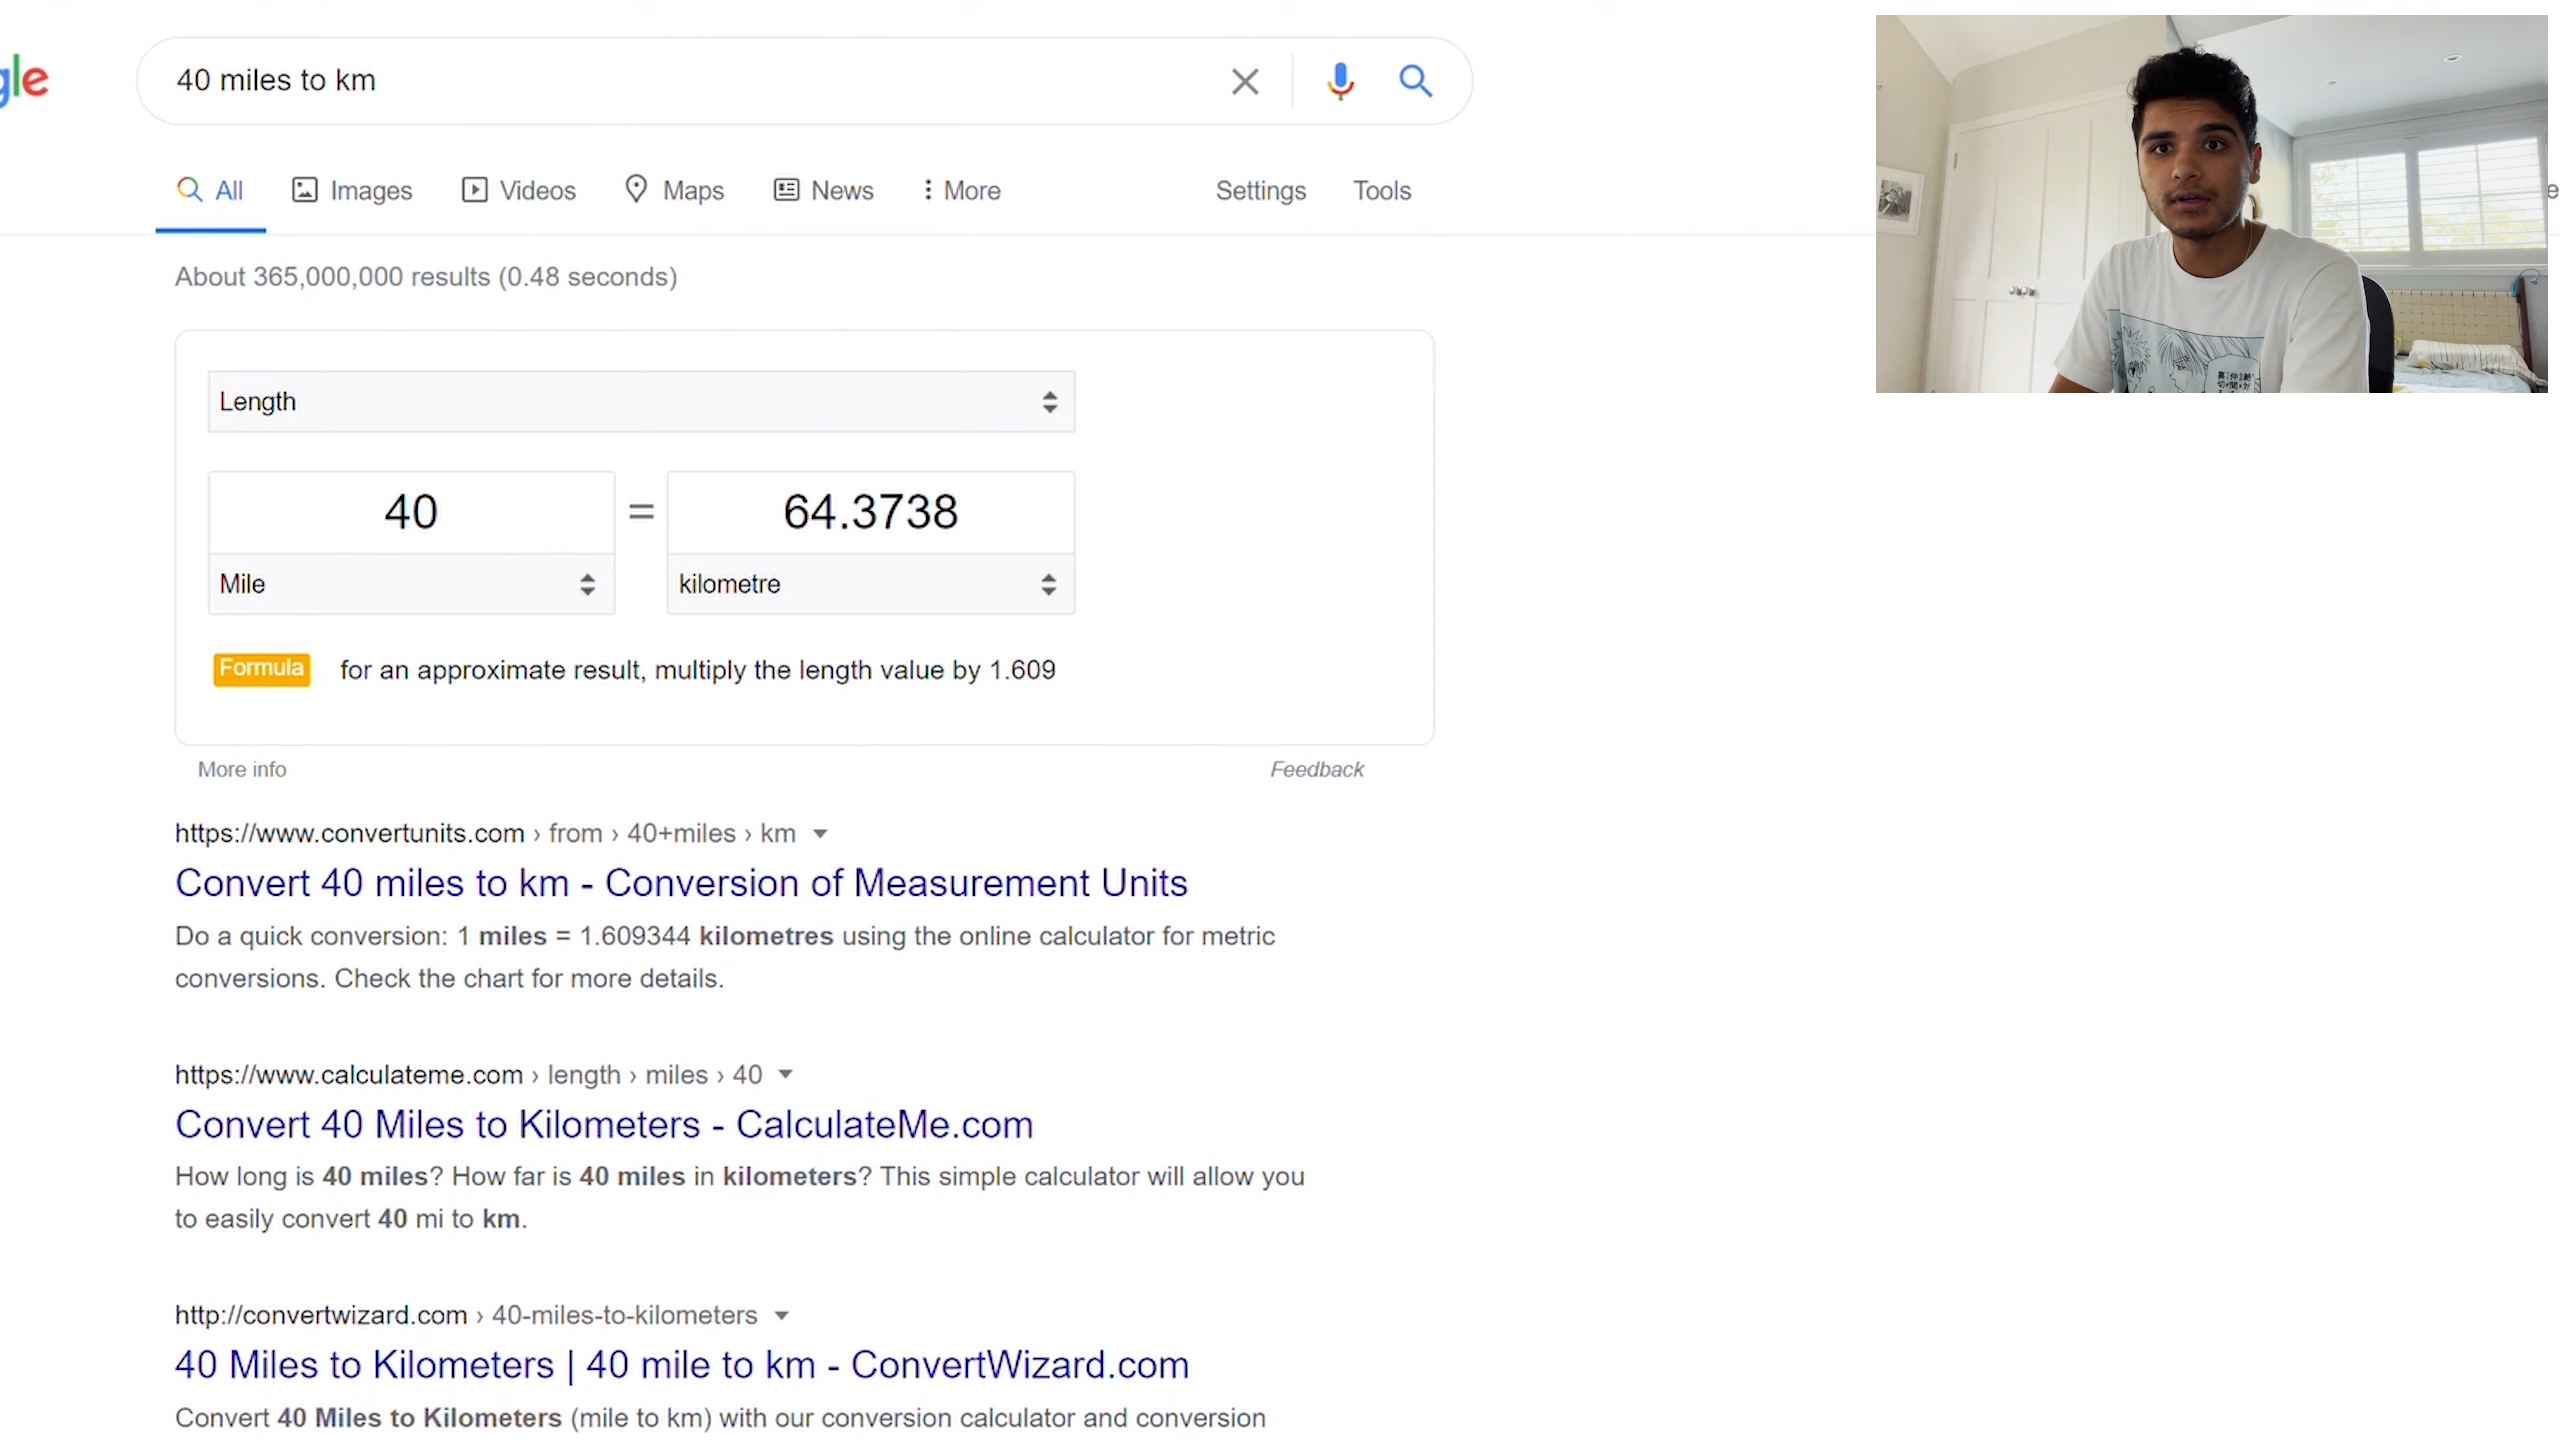 gle
40 miles to km
All Images Videos Maps News More Settings Tools
About 365,000,000 results (0.48 seconds)
Length
40 = 64.3738
Mile kilometre
Formula for an approximate result, multiply the length value by 1.609
More info Feedback
https://www.convertunits.com › from › 40+miles › km
Convert 40 miles to km - Conversion of Measurement Units
Do a quick conversion: 1 miles = 1.609344 kilometres using the online calculator for metric
conversions. Check the chart for more details.
https://www.calculateme.com › length › miles › 40
Convert 40 Miles to Kilometers - CalculateMe.com
How long is 40 miles? How far is 40 miles in kilometers? This simple calculator will allow you
to easily convert 40 mi to km.
http://convertwizard.com › 40-miles-to-kilometers
40 Miles to Kilometers | 40 mile to km - ConvertWizard.com
Convert 40 Miles to Kilometers (mile to km) with our conversion calculator and conversion